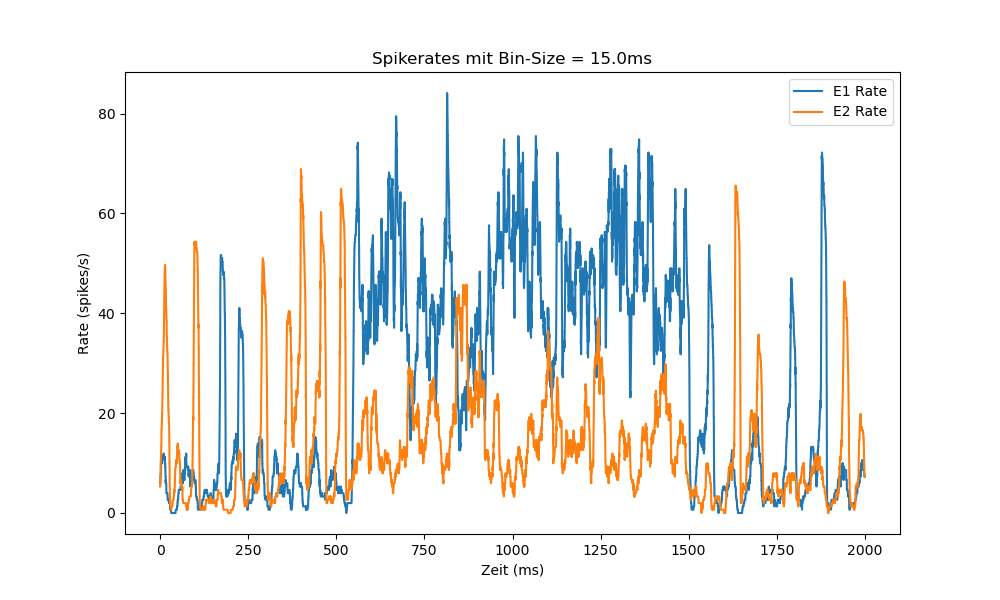 Spikerates mit Bin-Size = 15.0ms
E1 Rate
E2 Rate
80
60
40
20
0
Rate (spikes/s)
0 250 500 750 1000 1250 1500 1750 2000
Zeit (ms)